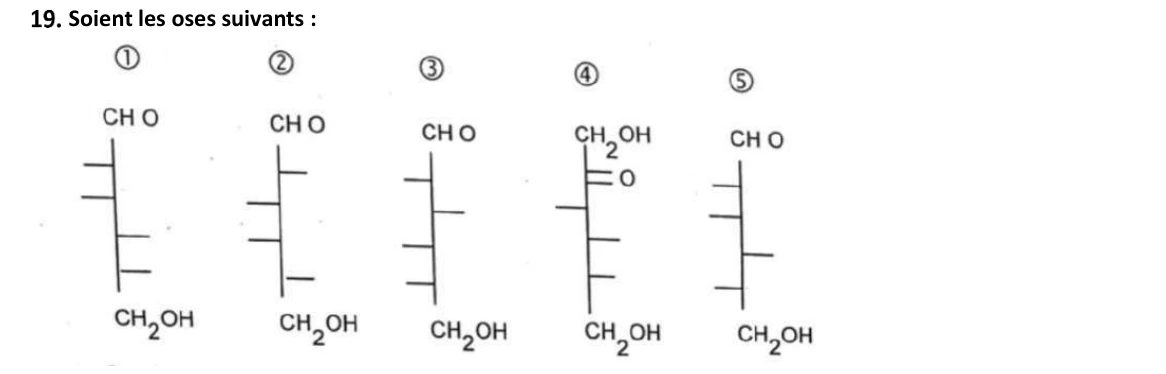 19. Soient les oses suivants :
① ② ③ ④ ⑤
CHO CHO CHO CH2OH CHO
=O
CH2OH CH2OH CH2OH CH2OH CH2OH